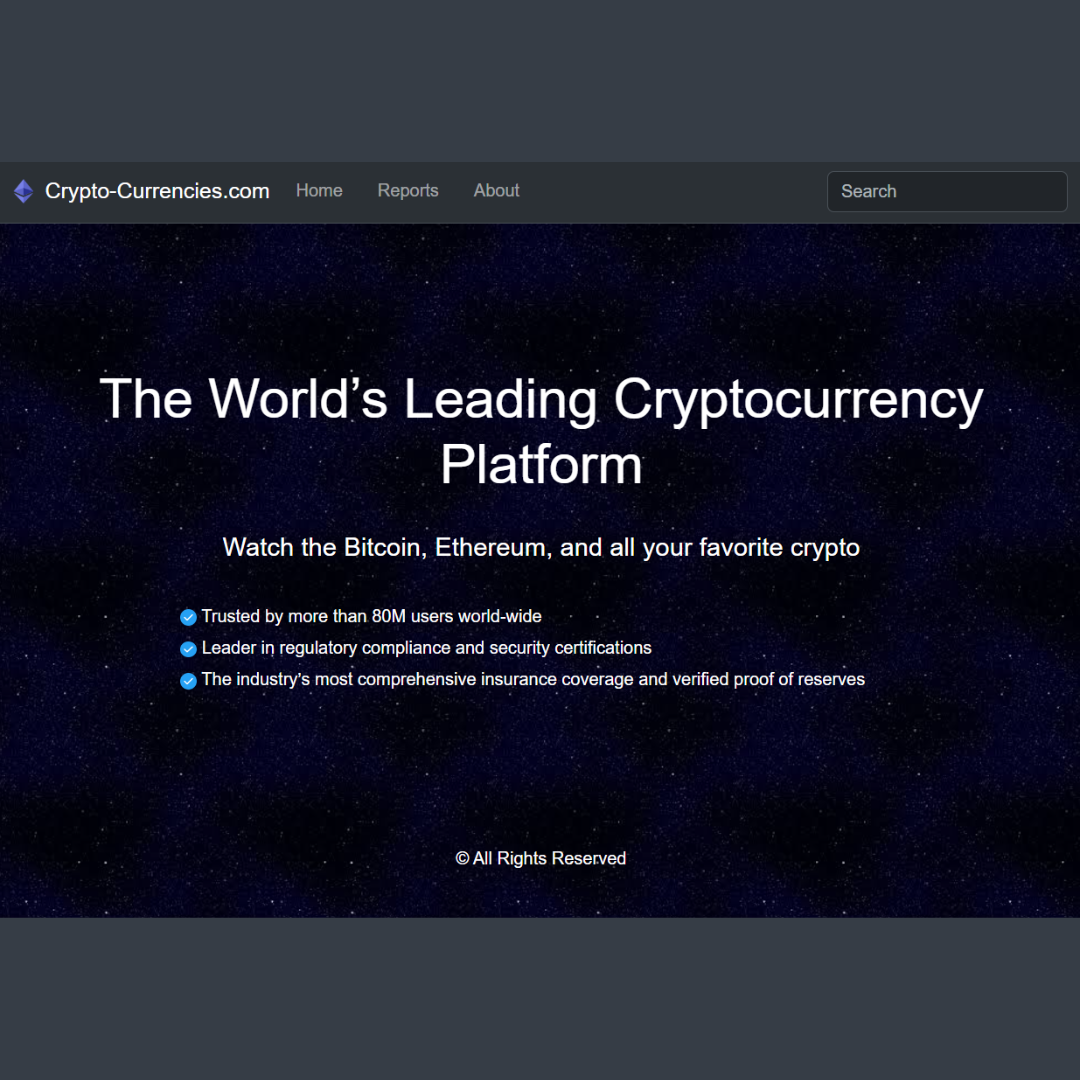 Crypto-Currencies.com Home Reports About Search
The World’s Leading Cryptocurrency
Platform
Watch the Bitcoin, Ethereum, and all your favorite crypto
Trusted by more than 80M users world-wide
Leader in regulatory compliance and security certifications
The industry’s most comprehensive insurance coverage and verified proof of reserves
© All Rights Reserved